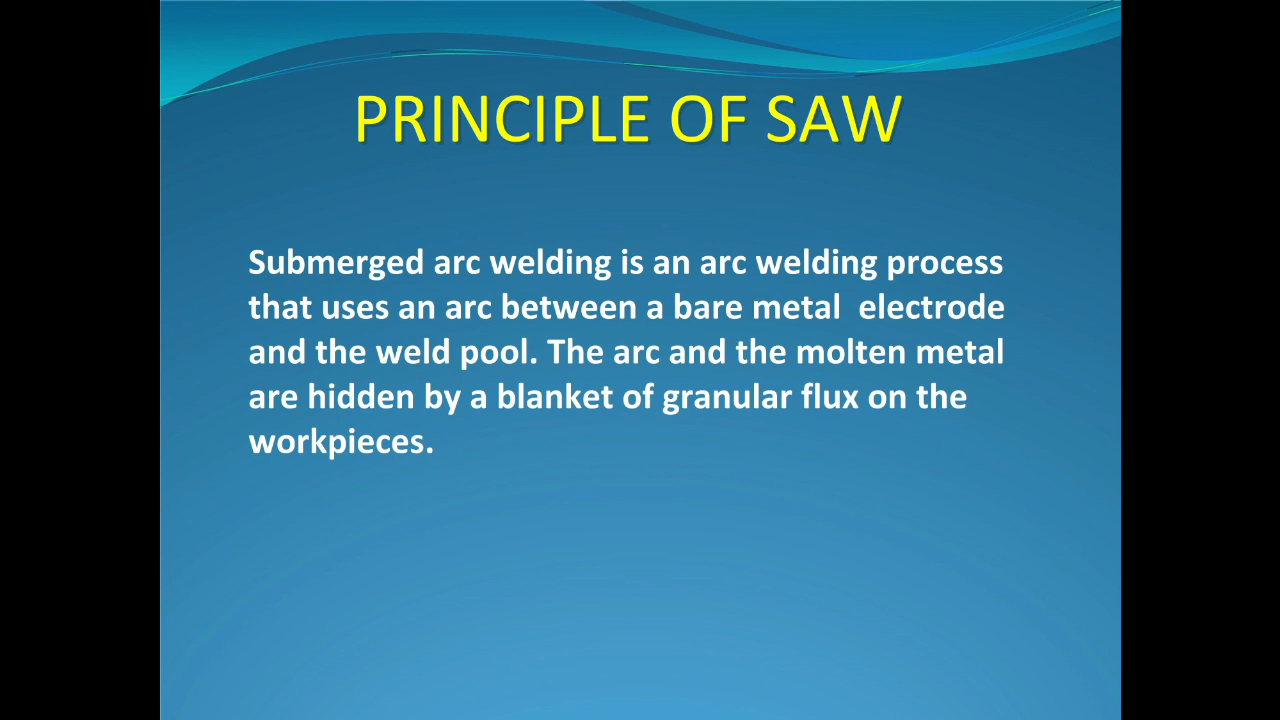 PRINCIPLE OF SAW
Submerged arc welding is an arc welding process
that uses an arc between a bare metal  electrode
and the weld pool. The arc and the molten metal
are hidden by a blanket of granular flux on the
workpieces.